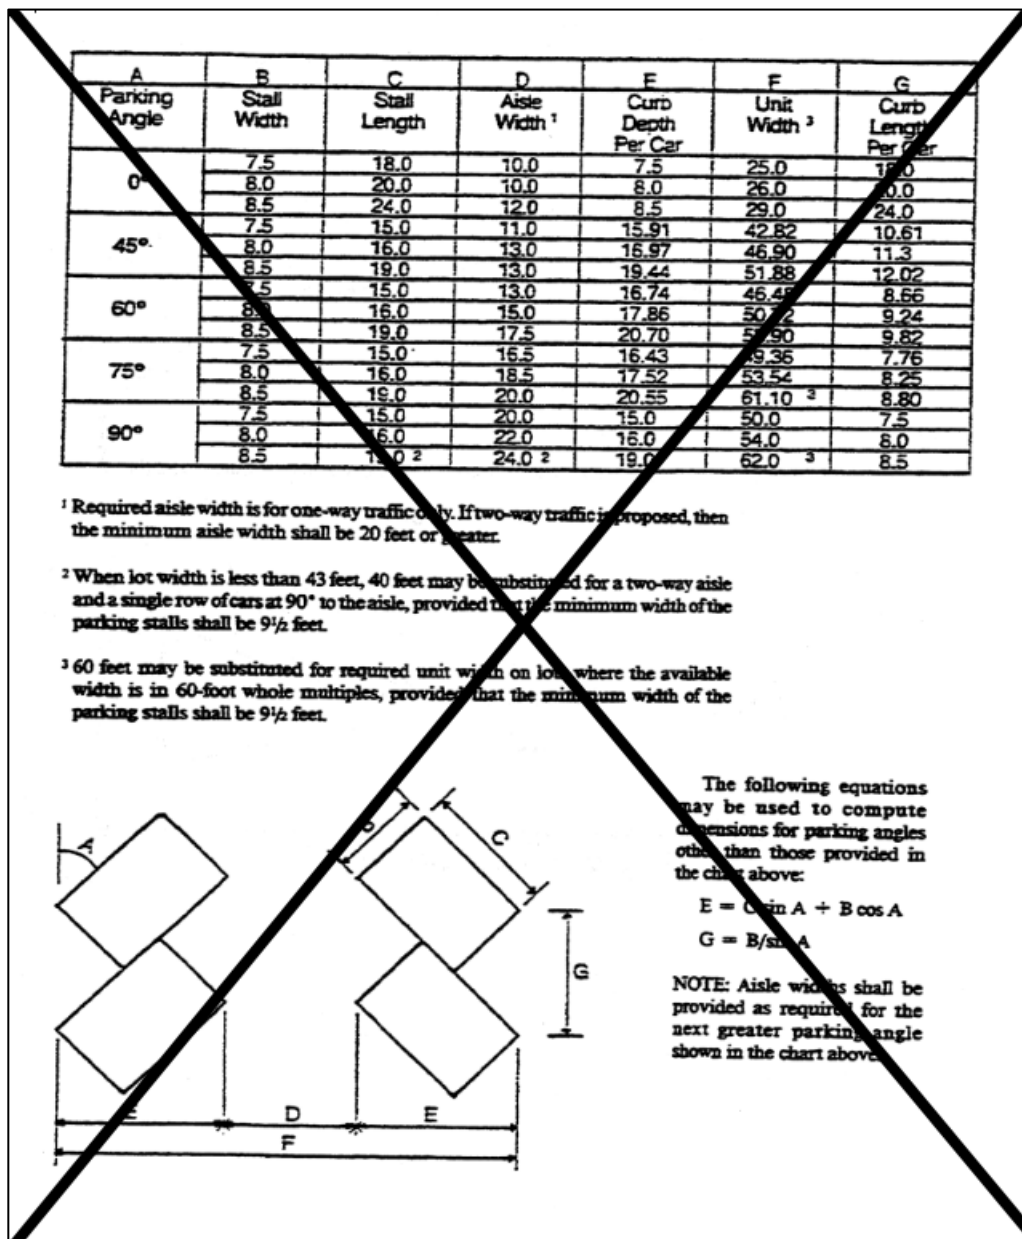 A B C D E F G
Parking Stall Stall Aisle Curb Unit Curb
Angle Width Length Width ¹ Depth Width ³ Length
Per Car Per Car
7.5 18.0 10.0 7.5 25.0
0° 8.0 20.0 10.0 8.0 26.0
8.5 24.0 12.0 8.5 29.0 24.0
7.5 15.0 11.0 15.91 42.82 10.61
45° 8.0 16.0 13.0 16.97 46.90 11.3
8.5 19.0 13.0 19.44 51.88 12.02
15.0 13.0 16.74 8.66
60° 16.0 15.0 17.86 9.24
8.5 19.0 17.5 20.70 9.82
7.5 15.0 16.5 16.43 7.76
75° 8.0 16.0 18.5 17.52 53.54 8.25
8.5 19.0 20.0 20.55 61.10 ³ 8.80
7.5 15.0 20.0 15.0 50.0 7.5
90° 8.0 22.0 16.0 54.0 8.0
8.5 24.0 ² 62.0 ³ 8.5
¹ Required aisle width is for one-way traffic only. If two-way traffic is proposed, then
the minimum aisle width shall be 20 feet or greater.
² When lot width is less than 43 feet, 40 feet may be substituted for a two-way aisle
and a single row of cars at 90° to the aisle, provided that the minimum width of the
parking stalls shall be 9½ feet.
³ 60 feet may be substituted for required unit width on lots where the available
width is in 60-foot whole multiples, provided that the minimum width of the
parking stalls shall be 9½ feet.
The following equations
may be used to compute
dimensions for parking angles
other than those provided in
the chart above:
E = C sin A + B cos A
G = B/sin A
NOTE: Aisle widths shall be
provided as required for the
next greater parking angle
shown in the chart above.
A
C
G
E D E
F